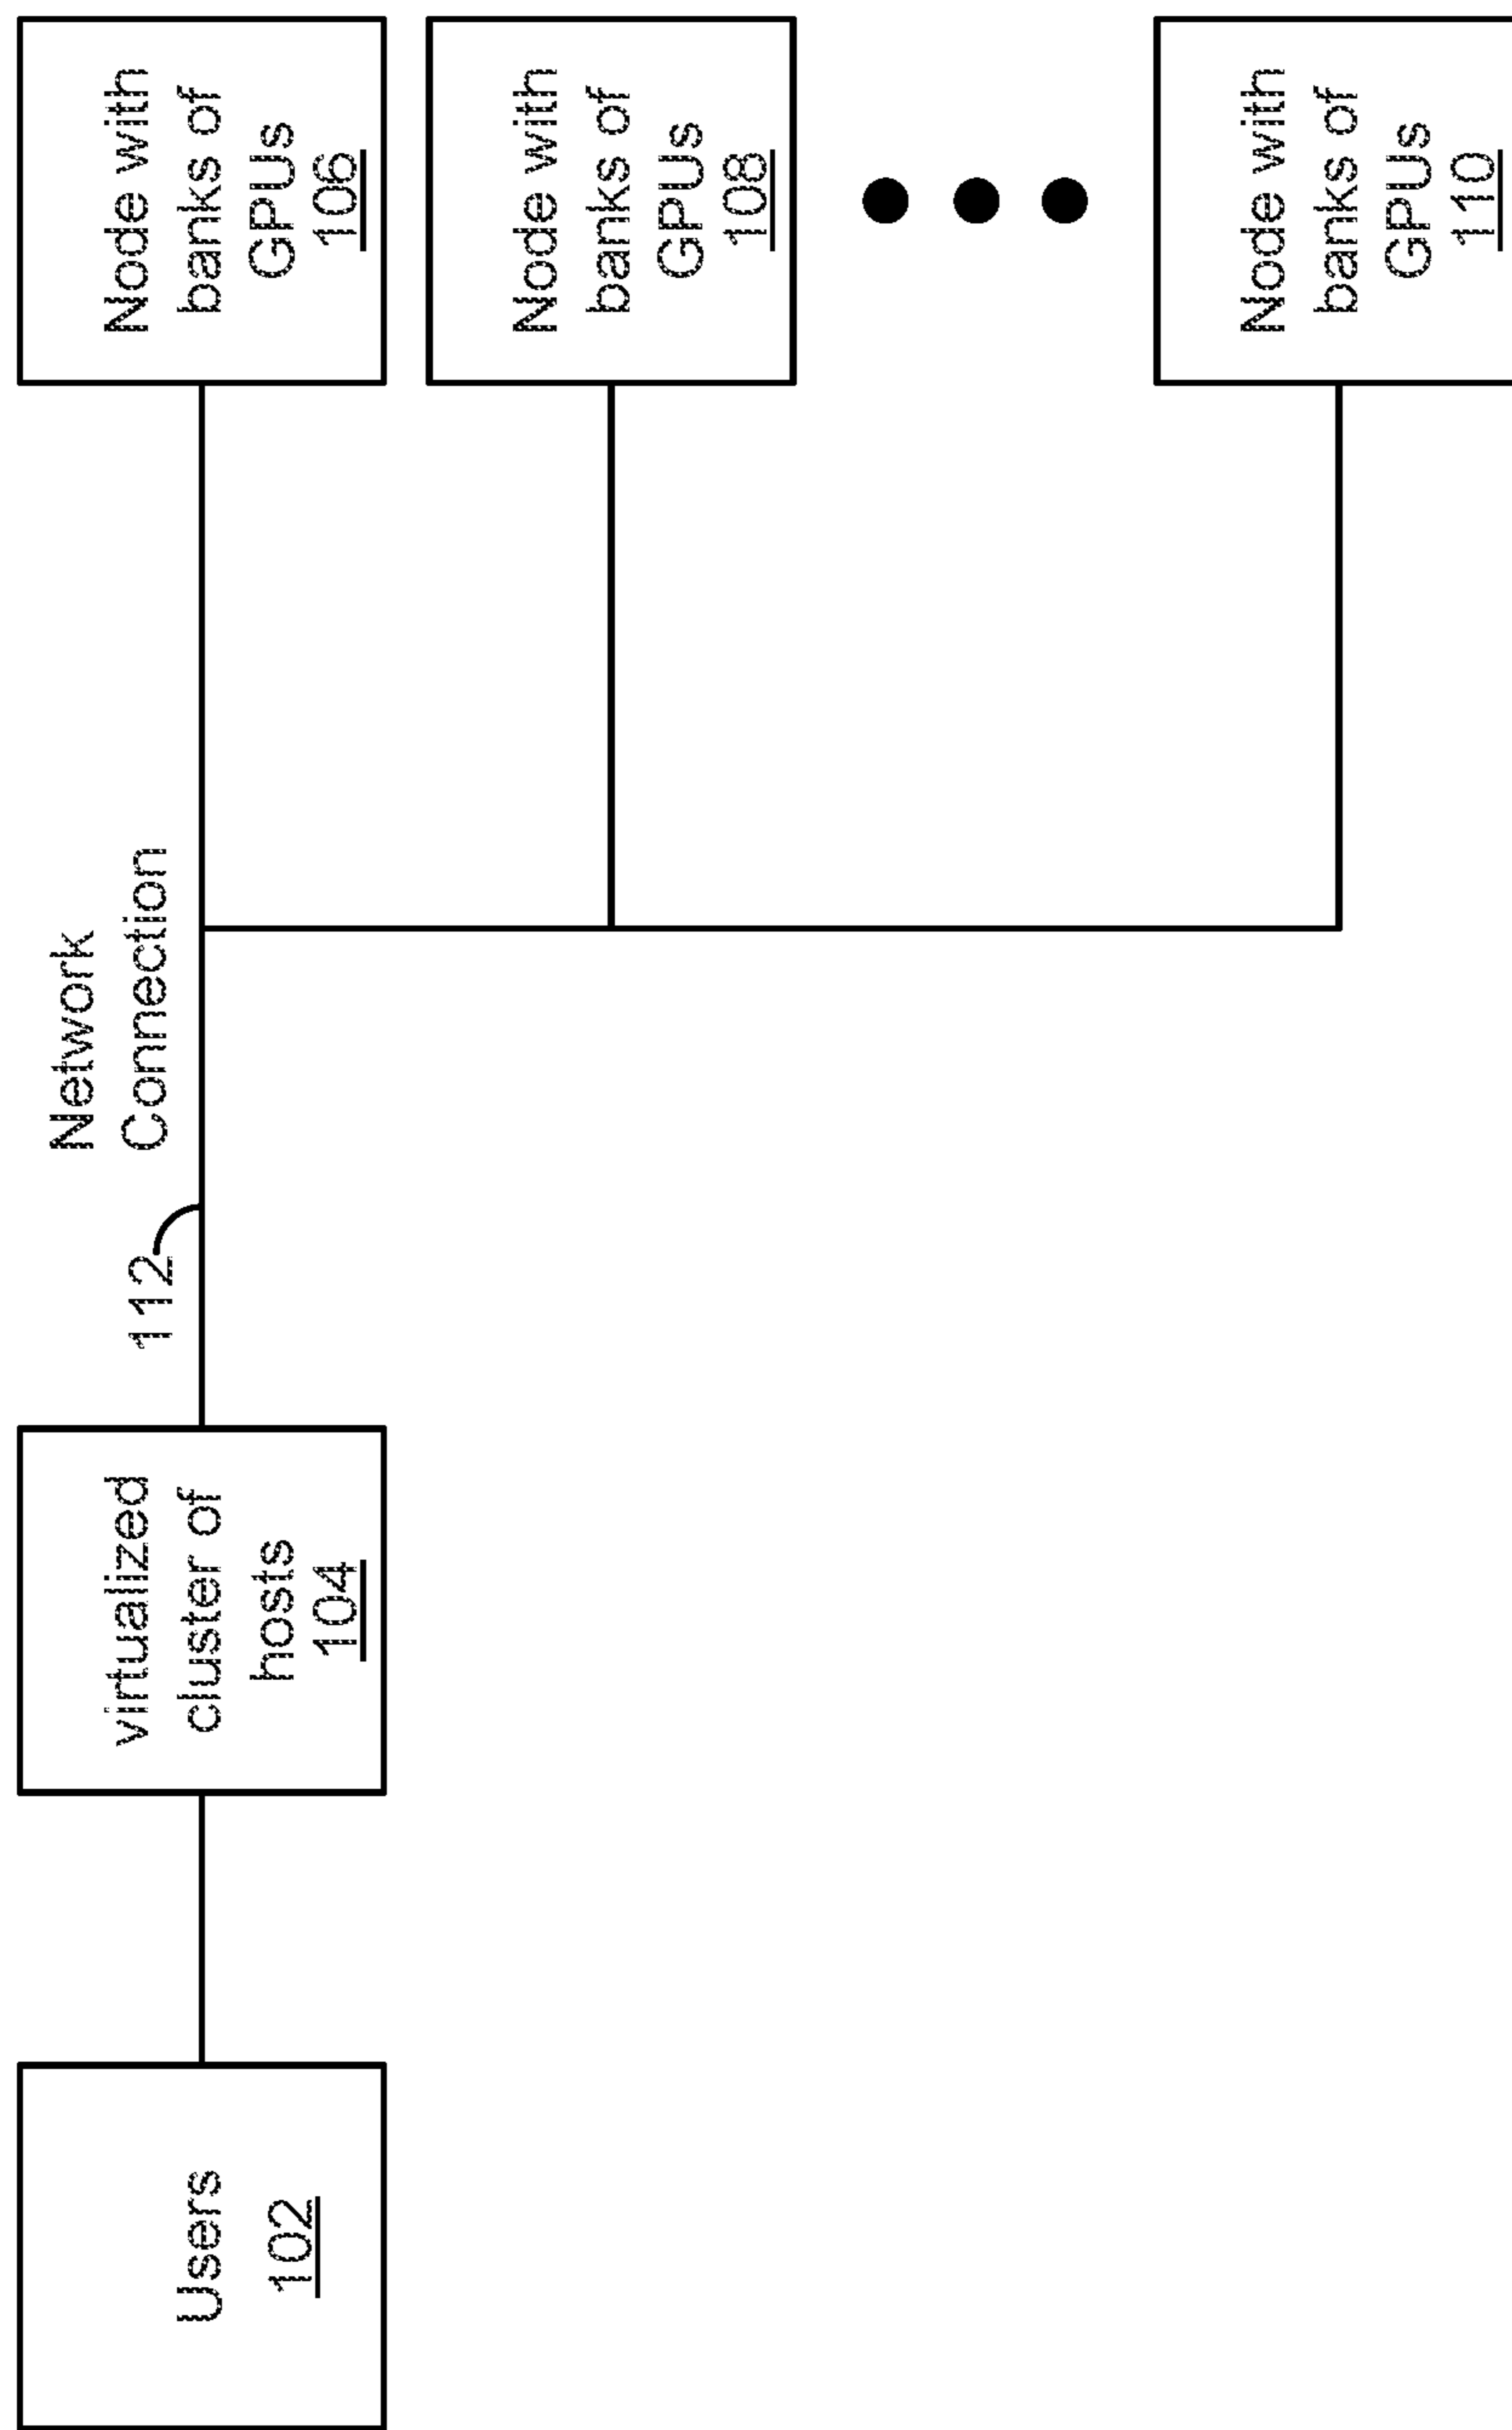 Users
102
virtualized
cluster of
hosts
104
112
Network
Connection
Node with
banks of
GPUs
106
Node with
banks of
GPUs
108
Node with
banks of
GPUs
110